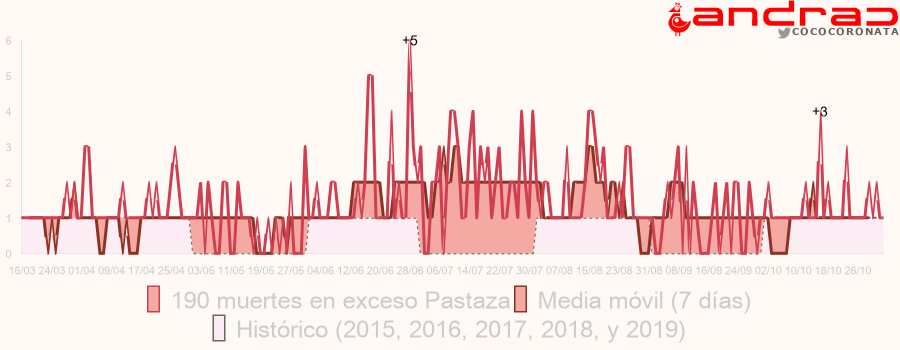 andrab
COCOCORONATA
+5
+3
6
5
4
3
2
1
0
16/03 24/03 01/04 09/04 17/04 25/04 03/05 11/05 19/05 27/05 04/06 12/06 20/06 28/06 06/07 14/07 22/07 30/07 07/08 15/08 23/08 31/08 08/09 16/09 24/09 02/10 10/10 18/10 26/10
190 muertes en exceso Pastaza Media móvil (7 días)
Histórico (2015, 2016, 2017, 2018, y 2019)